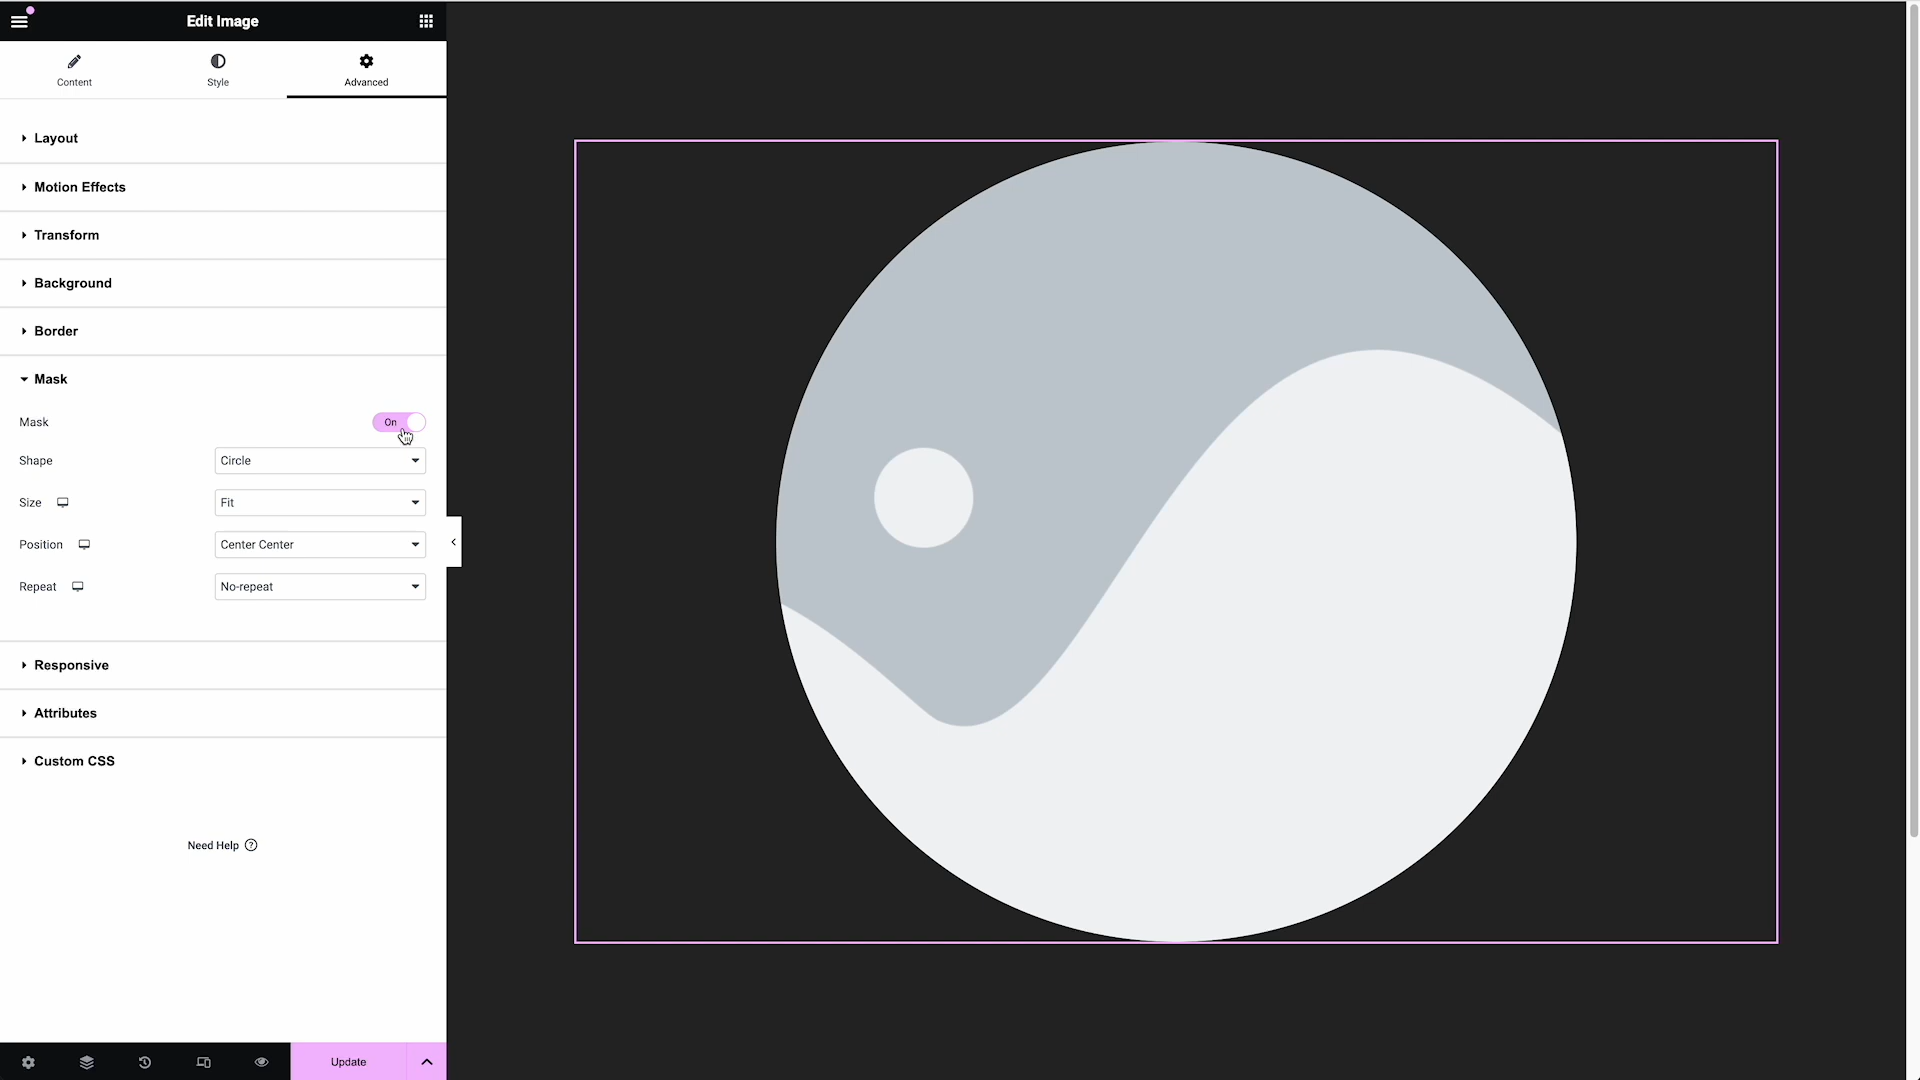 Edit Image
Content
Style
Advanced
Layout
Motion Effects
Transform
Background
Border
Mask
Mask On
Shape Circle
Size Fit
Position Center Center
Repeat No-repeat
Responsive
Attributes
Custom CSS
Need Help ?
Update